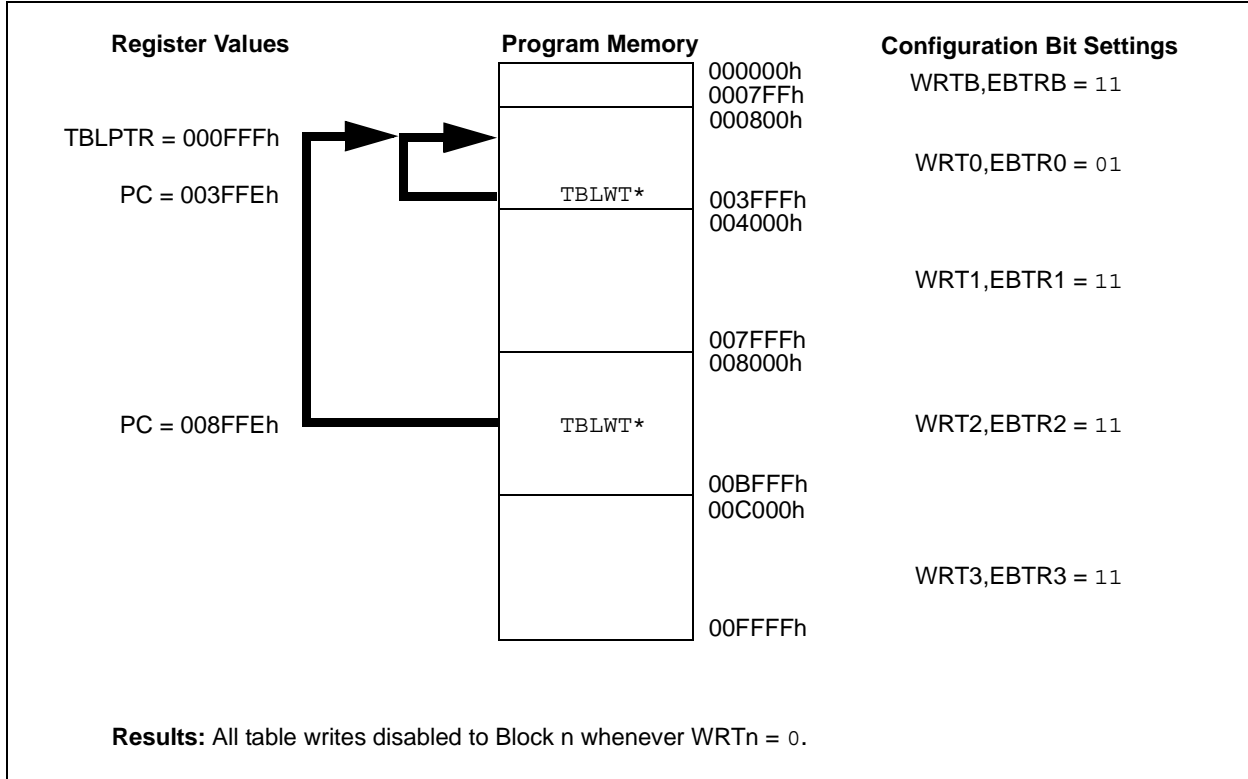 Register Values
Program Memory
Configuration Bit Settings
000000h
WRTB,EBTRB = 11
0007FFh
000800h
TBLPTR = 000FFFh
WRT0,EBTR0 = 01
PC = 003FFEh
TBLWT*
003FFFh
004000h
WRT1,EBTR1 = 11
007FFFh
008000h
PC = 008FFEh
TBLWT*
WRT2,EBTR2 = 11
00BFFFh
00C000h
WRT3,EBTR3 = 11
00FFFFh
Results: All table writes disabled to Block n whenever WRTn = 0.